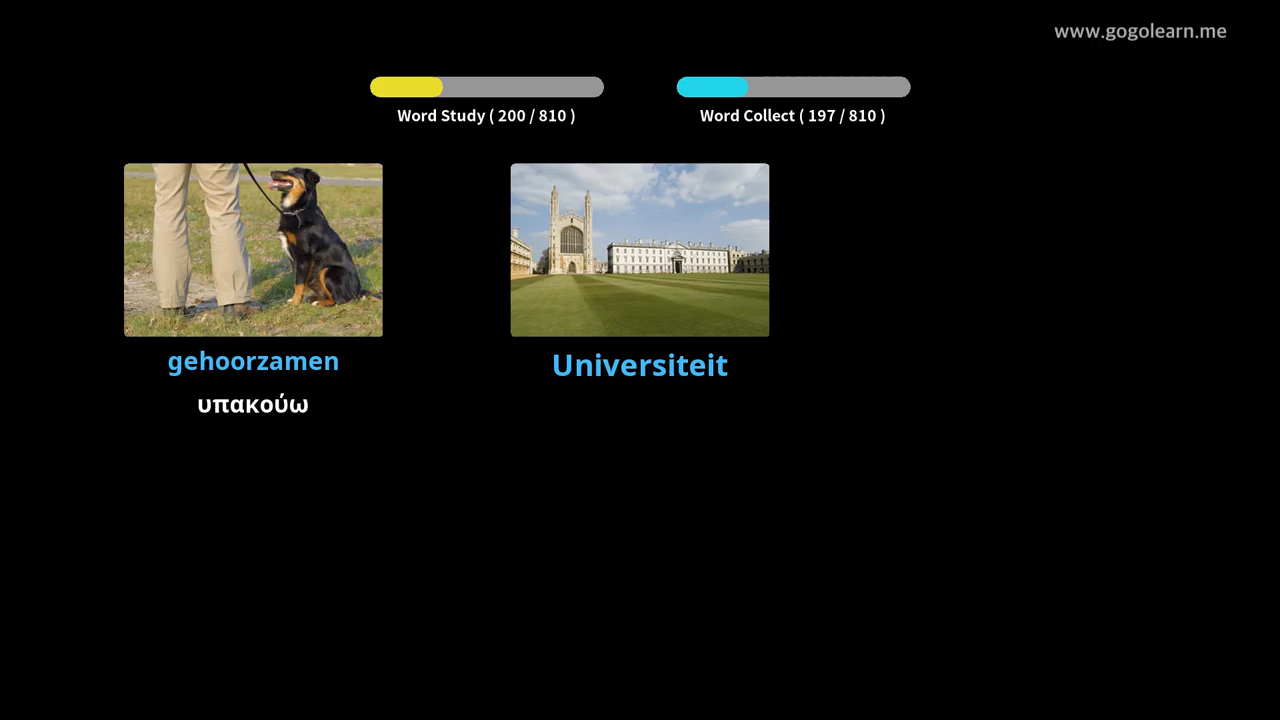 www.gogolearn.me
Word Study ( 200 / 810 )
Word Collect ( 197 / 810 )
gehoorzamen
υπακούω
Universiteit